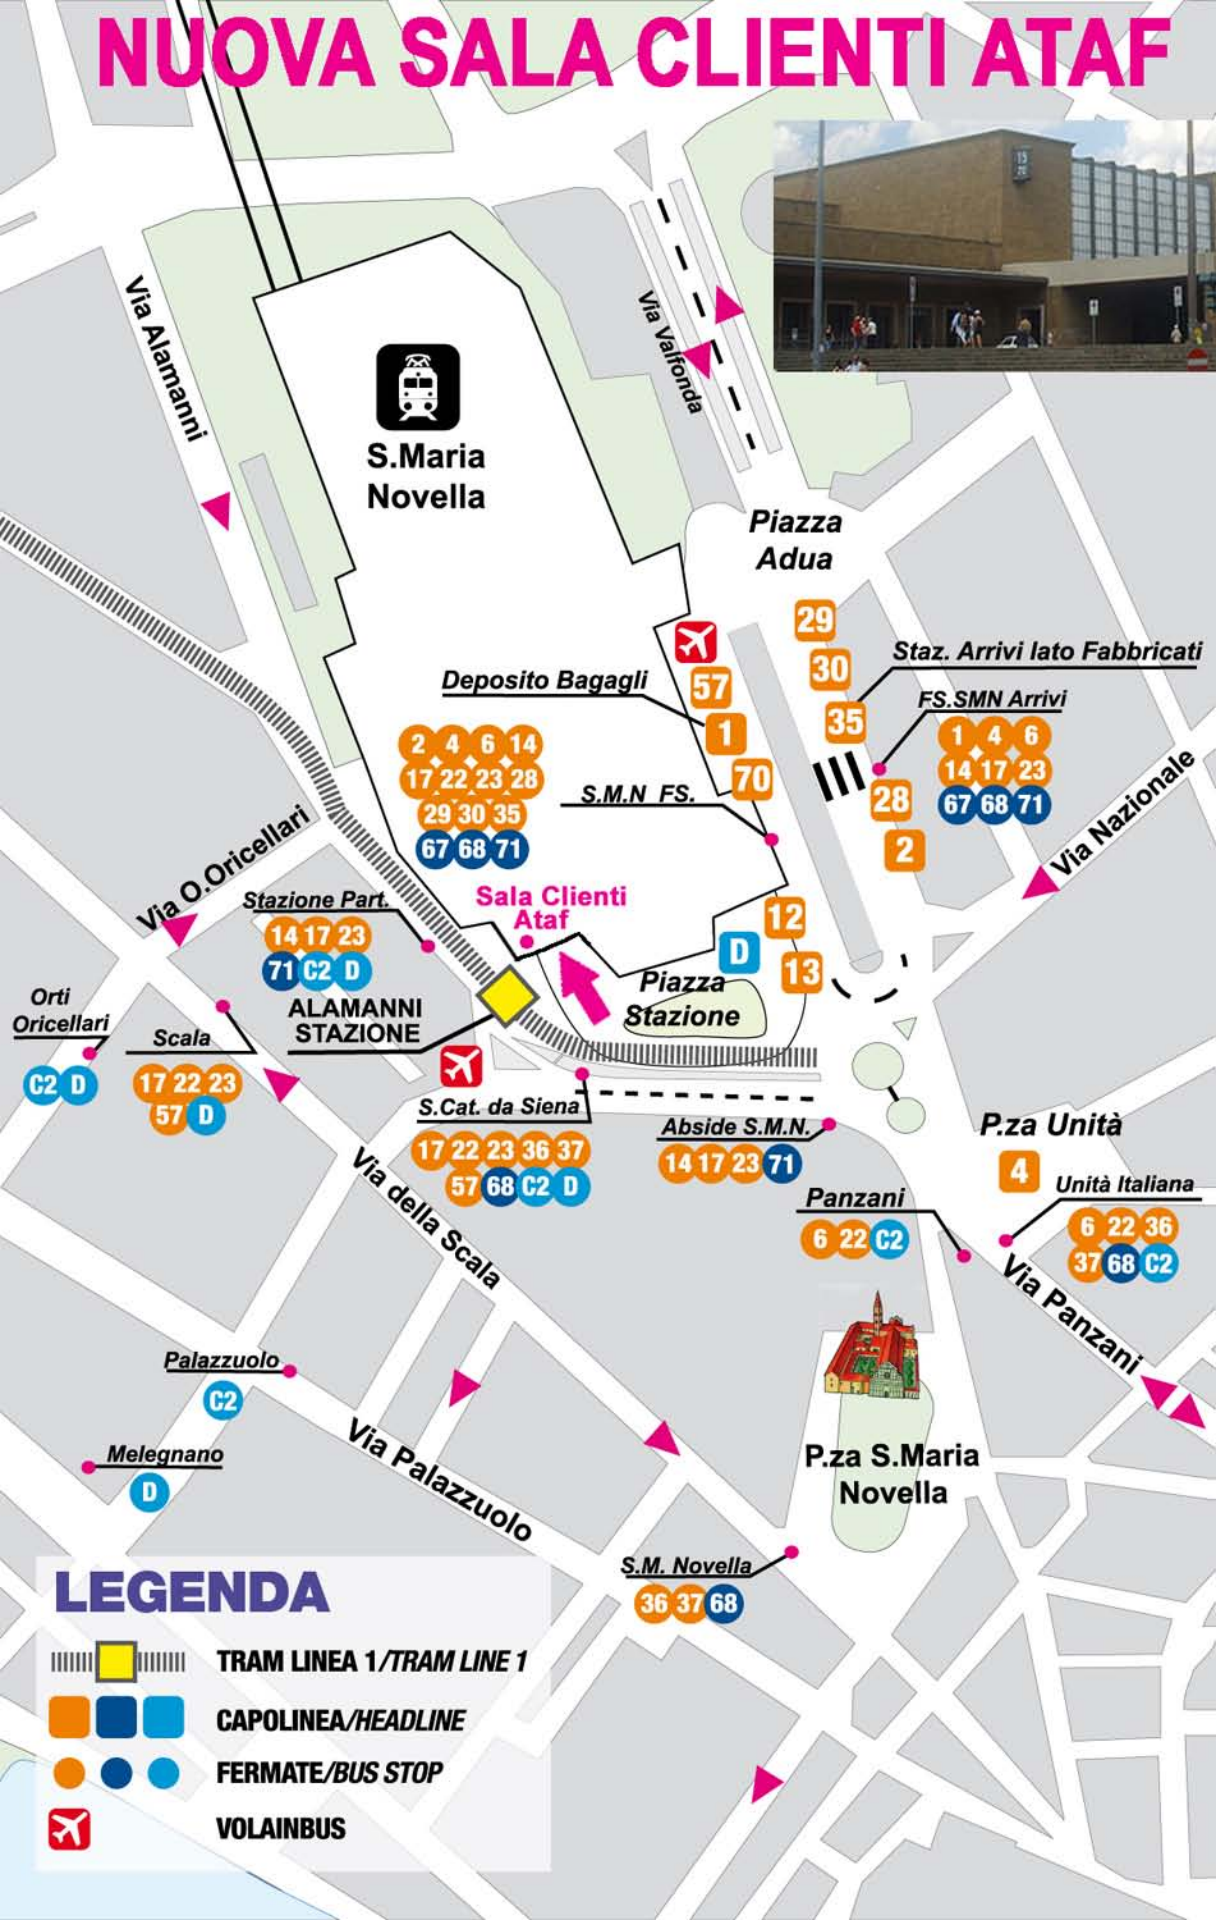 NUOVA SALA CLIENTI ATAF
15
Via Alamanni
Via Valfonda
S.Maria
Novella
Piazza
Adua
29
30
35
Staz. Arrivi lato Fabbricati
FS.SMN Arrivi
1 4 6
14 17 23
67 68 71
28
2
Via Nazionale
57
1
70
Deposito Bagagli
2 4 6 14
17 22 23 28
29 30 35
67 68 71
S.M.N FS.
Via O.Oricellari
Stazione Part.
14 17 23
71 C2 D
Sala Clienti
Ataf
12
D
13
Piazza
Stazione
ALAMANNI
STAZIONE
Orti
Oricellari
C2 D
Scala
17 22 23
57 D
S.Cat. da Siena
17 22 23 36 37
57 68 C2 D
Abside S.M.N.
14 17 23 71
P.za Unità
4
Unità Italiana
6 22 36
37 68 C2
Panzani
6 22 C2
Via Panzani
Via della Scala
Palazzuolo
C2
Melegnano
D
Via Palazzuolo
P.za S.Maria
Novella
S.M. Novella
36 37 68
LEGENDA
TRAM LINEA 1/TRAM LINE 1
CAPOLINEA/HEADLINE
FERMATE/BUS STOP
VOLAINBUS